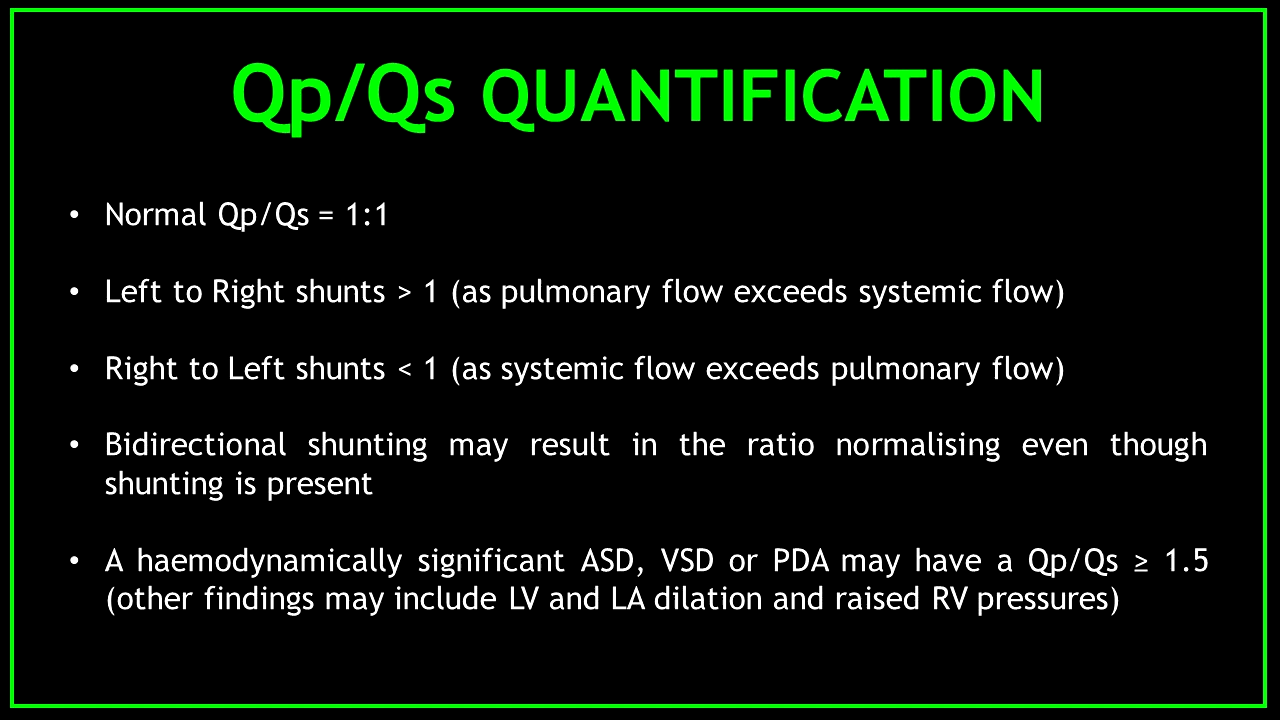 Qp/Qs QUANTIFICATION
• Normal Qp/Qs = 1:1
• Left to Right shunts > 1 (as pulmonary flow exceeds systemic flow)
• Right to Left shunts < 1 (as systemic flow exceeds pulmonary flow)
• Bidirectional shunting may result in the ratio normalising even though
shunting is present
• A haemodynamically significant ASD, VSD or PDA may have a Qp/Qs ≥ 1.5
(other findings may include LV and LA dilation and raised RV pressures)